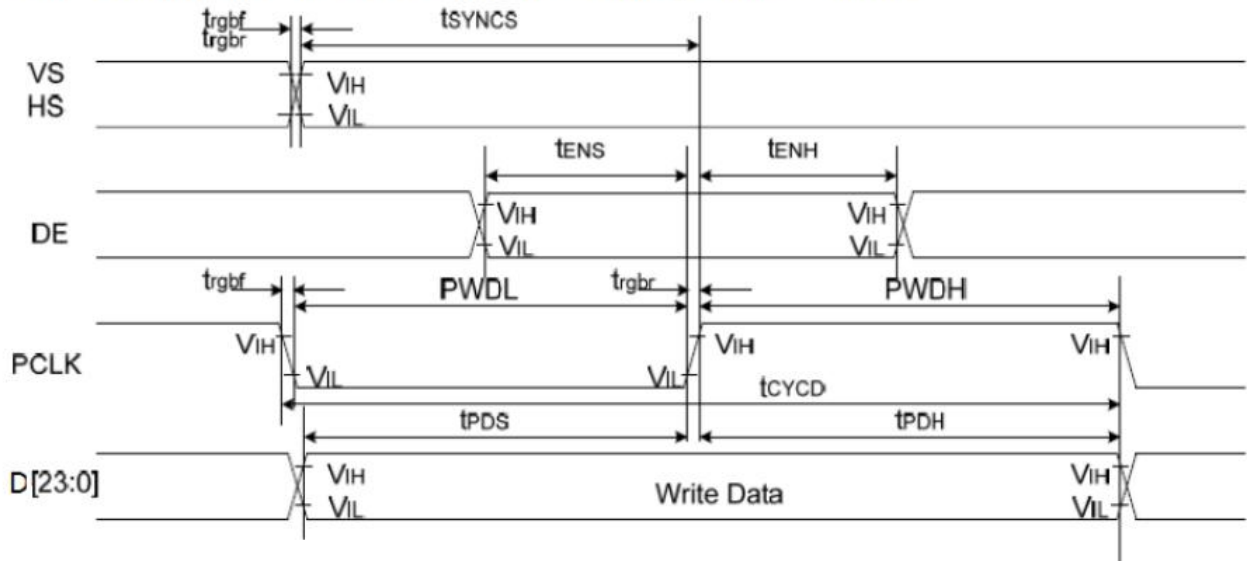 trgbf tSYNCS
trgbr
VS VIH
HS VIL
tENS tENH
DE VIH VIH
VIL VIL
trgbf PWDL trgbr PWDH
PCLK VIH VIH VIH
VIL VIL
tCYCD
tPDS tPDH
D[23:0] VIH Write Data VIH
VIL VIL